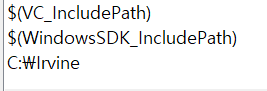 $(VC_IncludePath)
$(WindowsSDK_IncludePath)
C:₩Irvine